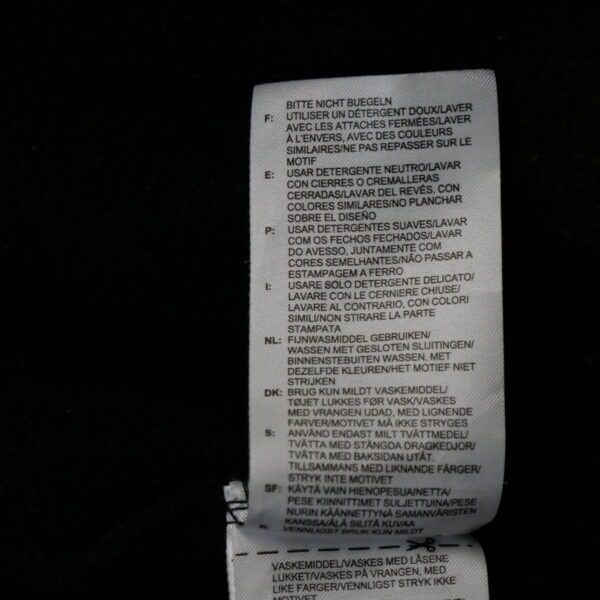 BITTE NICHT BUEGELN
F: UTILISER UN DÉTERGENT DOUX/LAVER
AVEC LES ATTACHES FERMÉES/LAVER
À L'ENVERS, AVEC DES COULEURS
SIMILAIRES/NE PAS REPASSER SUR LE
MOTIF
E: USAR DETERGENTE NEUTRO/LAVAR
CON CIERRES O CREMALLERAS
CERRADAS/LAVAR DEL REVÉS, CON
COLORES SIMILARES/NO PLANCHAR
SOBRE EL DISEÑO
P: USAR DETERGENTES SUAVES/LAVAR
COM OS FECHOS FECHADOS/LAVAR
DO AVESSO, JUNTAMENTE COM
CORES SEMELHANTES/NÃO PASSAR A
ESTAMPAGEM A FERRO
I: USARE SOLO DETERGENTE DELICATO/
LAVARE CON LE CERNIERE CHIUSE/
LAVARE AL CONTRARIO, CON COLORI
SIMILI/NON STIRARE LA PARTE
STAMPATA
NL: FIJNWASMIDDEL GEBRUIKEN/
WASSEN MET GESLOTEN SLUITINGEN/
BINNENSTEBUITEN WASSEN, MET
DEZELFDE KLEUREN/HET MOTIEF NIET
STRIJKEN
DK: BRUG KUN MILDT VASKEMIDDEL/
TØJET LUKKES FØR VASK/VASKES
MED VRANGEN UDAD, MED LIGNENDE
FARVER/MOTIVET MÅ IKKE STRYGES
S: ANVÄND ENDAST MILT TVÄTTMEDEL/
TVÄTTA MED STÄNGDA DRAGKEDJOR/
TVÄTTA MED BAKSIDAN UTÅT,
TILLSAMMANS MED LIKNANDE FÄRGER/
STRYK INTE MOTIVET
SF: KÄYTÄ VAIN HIENOPESUAINETTA/
PESE KIINNITTIMET SULJETTUINA/PESE
NURIN KÄÄNNETTYNÄ SAMANVÄRISTEN
KANSSA/ÄLÄ SILITÄ KUVAA
N: VENNLIGST BRUK KUN MILDT
VASKEMIDDEL/VASKES MED LÅSENE
LUKKET/VASKES PÅ VRANGEN, MED
LIKE FARGER/VENNLIGST STRYK IKKE
MOTIVET